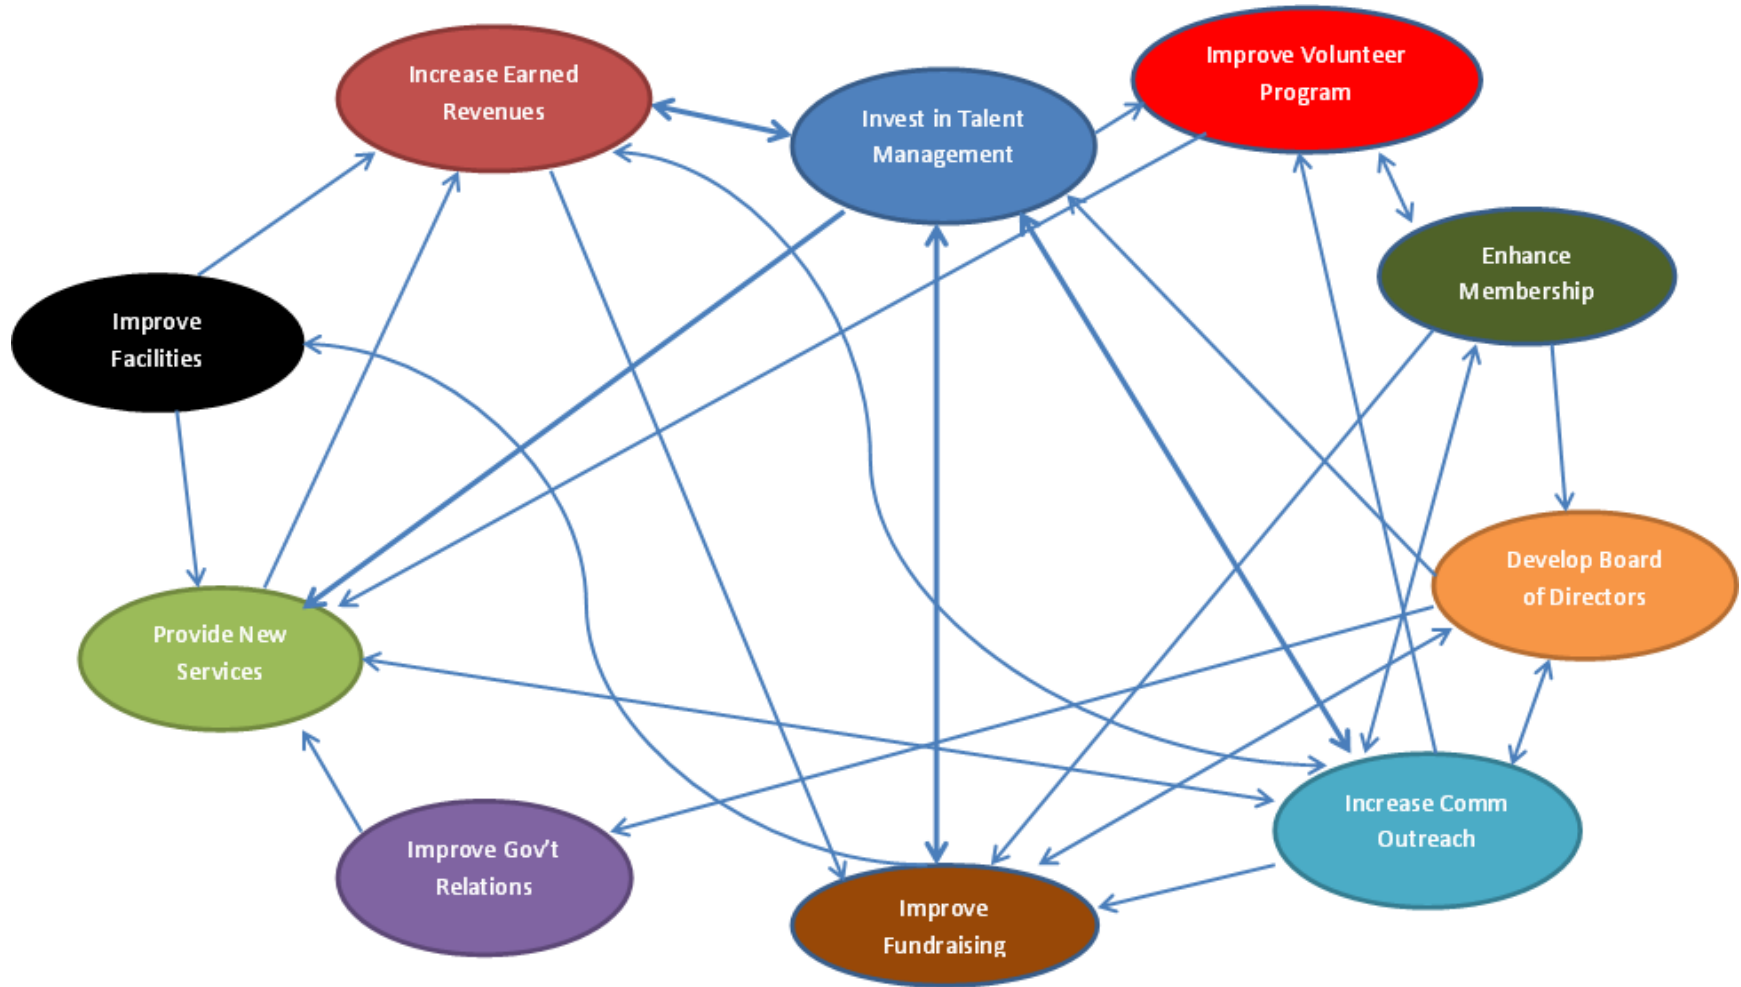 Increase Earned
Revenues
Invest in Talent
Management
Improve Volunteer
Program
Enhance
Membership
Improve
Facilities
Develop Board
of Directors
Provide New
Services
Increase Comm
Outreach
Improve Gov’t
Relations
Improve
Fundraising